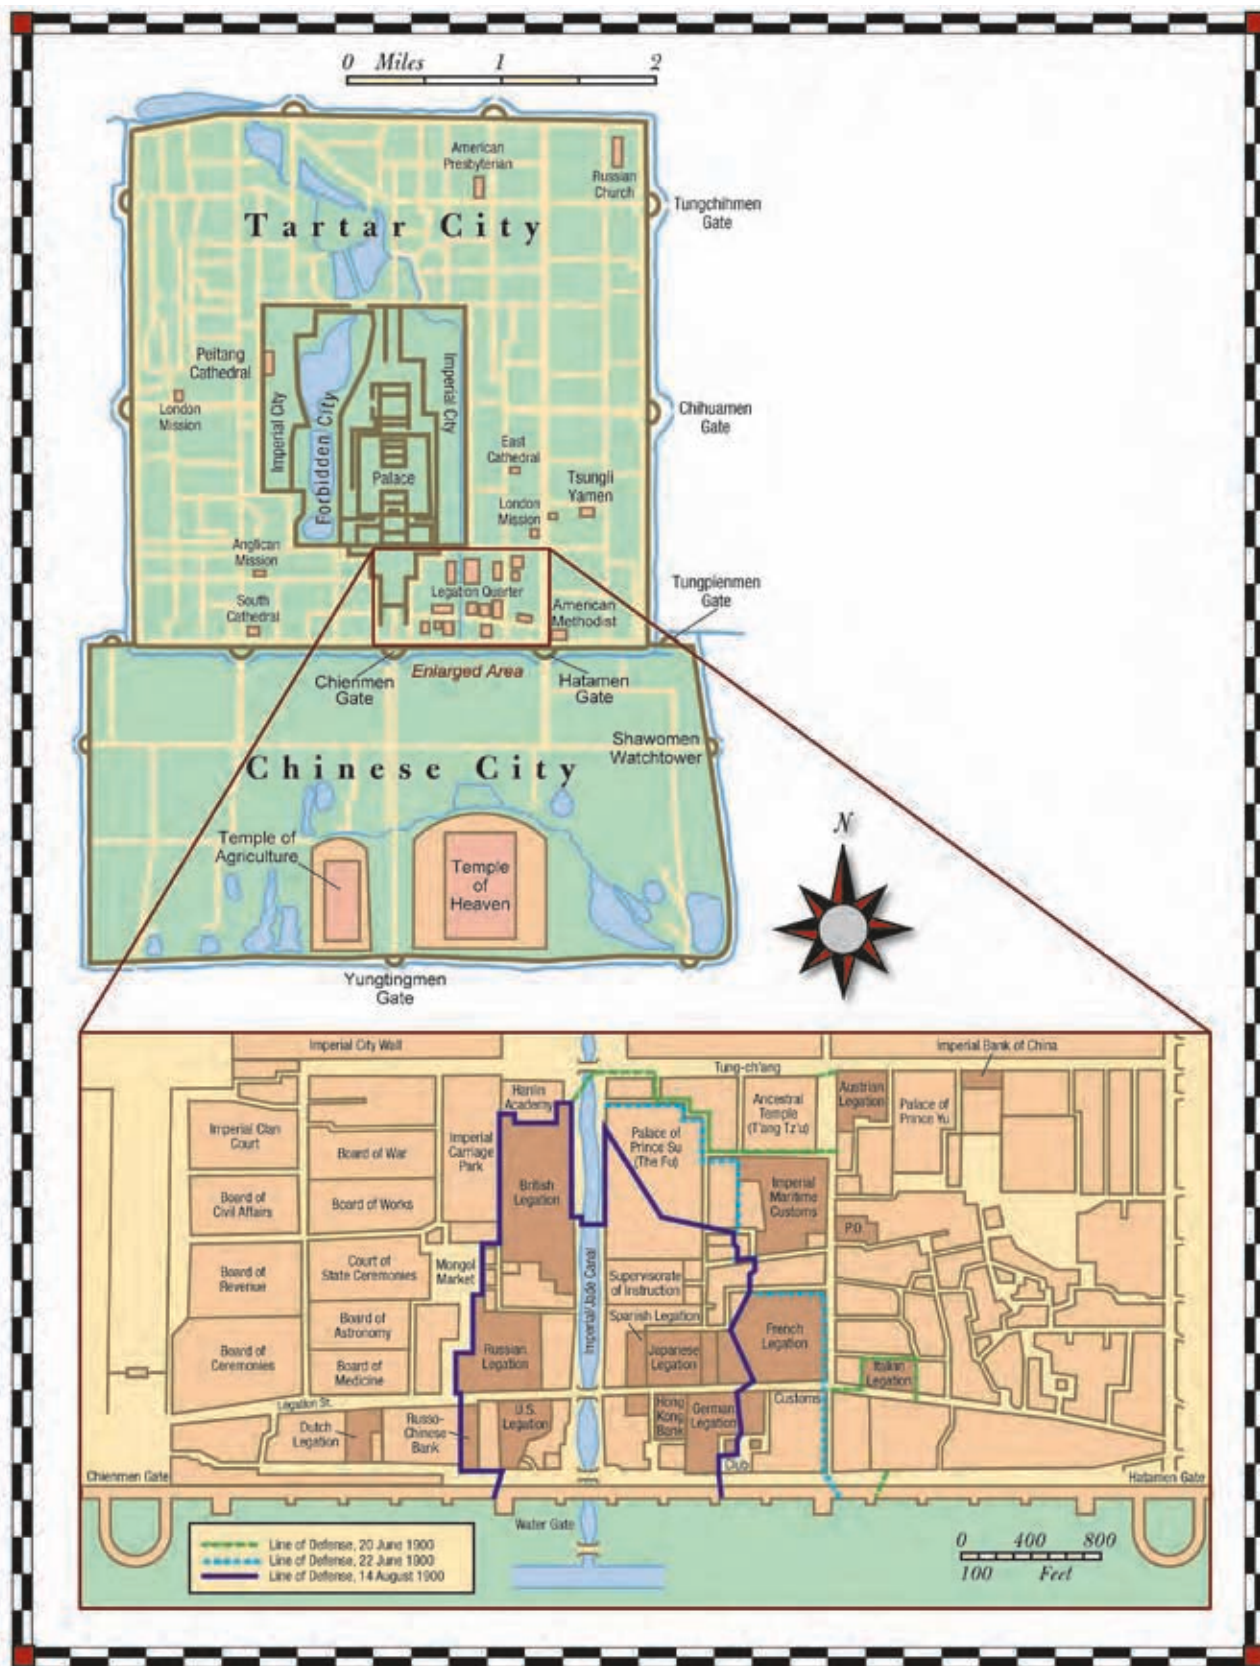 0 Miles 1 2
American
Presbyterian
Russian
Church
Tungchihmen
Gate
Tartar City
Peitang
Cathedral
London
Mission
Imperial City
Forbidden City
Imperial City
Palace
Chihuamen
Gate
East
Cathedral
Tsungli
Yamen
London
Mission
Anglican
Mission
South
Cathedral
Legation Quarter
American
Methodist
Tungpienmen
Gate
Chienmen
Gate
Enlarged Area
Hatamen
Gate
Shawomen
Watchtower
Chinese City
Temple of
Agriculture
Temple
of
Heaven
N
Yungtingmen
Gate
Imperial City Wall
Imperial Bank of China
Tung-ch'ang
Hanlin
Academy
Ancestral
Temple
(T'ang Tz'u)
Austrian
Legation
Palace of
Prince Yu
Imperial Clan
Court
Board of War
Imperial
Carriage
Park
Palace of
Prince Su
(The Fu)
British
Legation
Imperial
Maritime
Customs
Board of
Civil Affairs
Board of Works
P.O.
Board of
Revenue
Court of
State Ceremonies
Mongol
Market
Imperial/Jade Canal
Supervisorate
of Instruction
Spanish Legation
Board of
Astronomy
Board of
Ceremonies
Board of
Medicine
Russian
Legation
Japanese
Legation
French
Legation
Italian
Legation
Legation St.
Dutch
Legation
Russo-
Chinese
Bank
U.S.
Legation
Hong
Kong
Bank
German
Legation
Customs
Club
Chienmen Gate
Hatamen Gate
Water Gate
Line of Defense, 20 June 1900
Line of Defense, 22 June 1900
Line of Defense, 14 August 1900
0 400 800
100 Feet